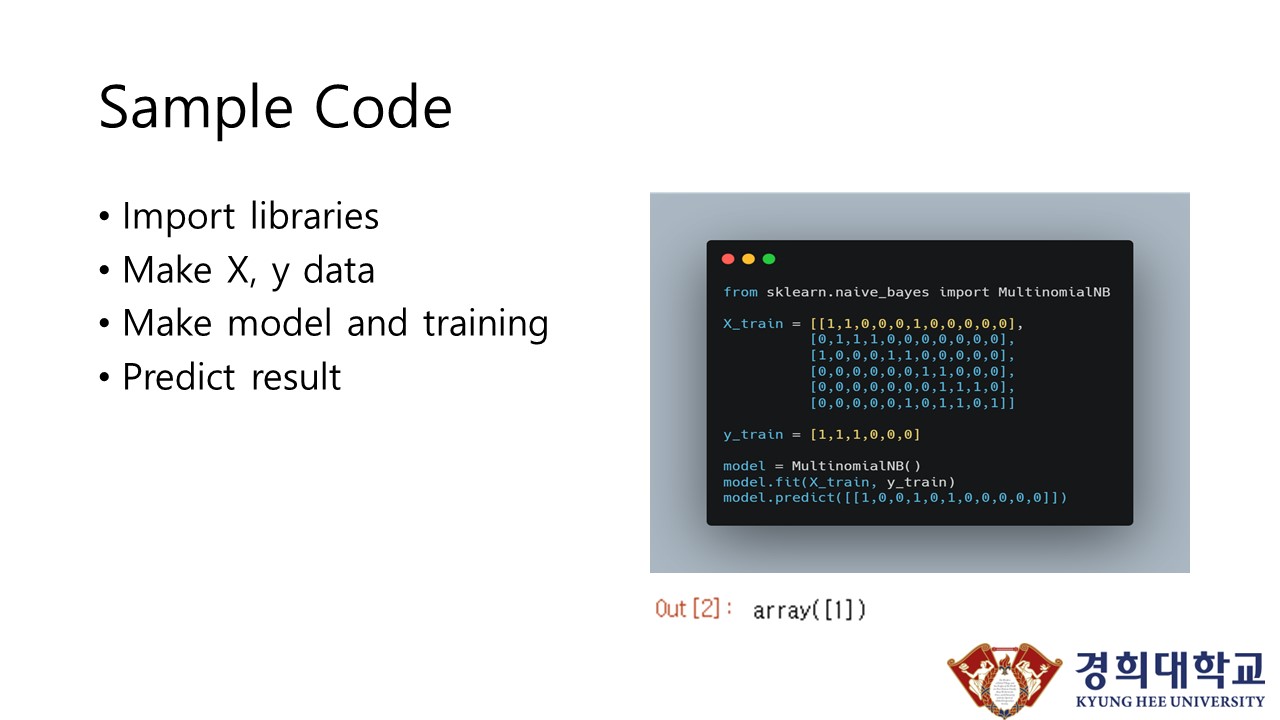 Sample Code
• Import libraries
• Make X, y data
• Make model and training
• Predict result
from sklearn.naive_bayes import MultinomialNB
X_train = [[1,1,0,0,0,1,0,0,0,0,0],
[0,1,1,1,0,0,0,0,0,0,0],
[1,0,0,0,1,1,0,0,0,0,0],
[0,0,0,0,0,0,1,1,0,0,0],
[0,0,0,0,0,0,0,1,1,1,0],
[0,0,0,0,0,1,0,1,1,0,1]]
y_train = [1,1,1,0,0,0]
model = MultinomialNB()
model.fit(X_train, y_train)
model.predict([[1,0,0,1,0,1,0,0,0,0,0]])
Out[2]: array([1])
경희대학교
KYUNG HEE UNIVERSITY